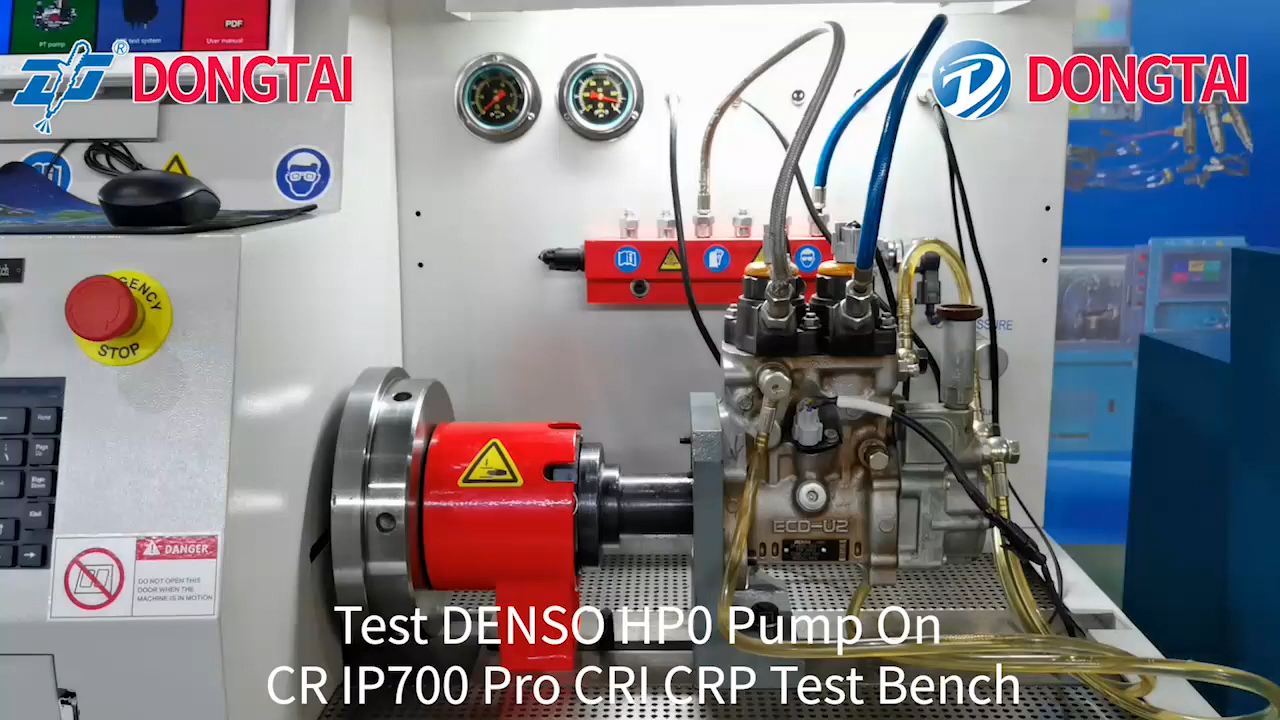 PDF
PT pump
test system
User manual
®
DONGTAI
DONGTAI
EMERGENCY
STOP
Home
Page Up
Page Down
End
DANGER
DO NOT OPEN THIS
DOOR WHEN THE
MACHINE IS IN MOTION
ECD-U2
Test DENSO HP0 Pump On
CR IP700 Pro CRI CRP Test Bench